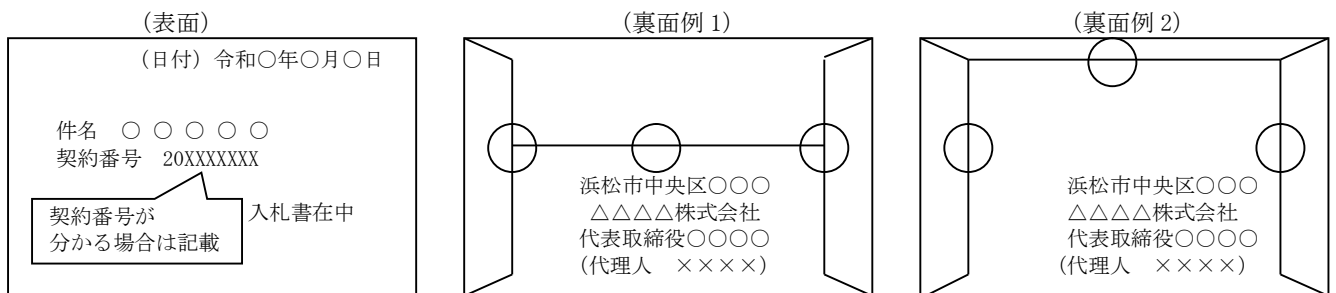 (表面)
(日付) 令和○年○月○日
件名 ○ ○ ○ ○ ○
契約番号 20XXXXXXX
契約番号が
分かる場合は記載
入札書在中
(裏面例 1)
浜松市中央区○○○
△△△△株式会社
代表取締役○○○○
(代理人 ××××)
(裏面例 2)
浜松市中央区○○○
△△△△株式会社
代表取締役○○○○
(代理人 ××××)